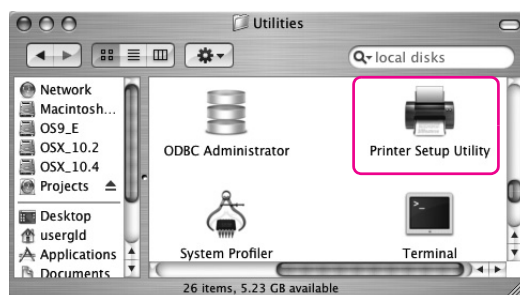 Utilities
local disks
Network
Macintosh...
OS9_E
OSX_10.2
OSX_10.4
Projects
Desktop
usergld
Applications
Documents
ODBC Administrator
Printer Setup Utility
System Profiler
>_
Terminal
26 items, 5.23 GB available